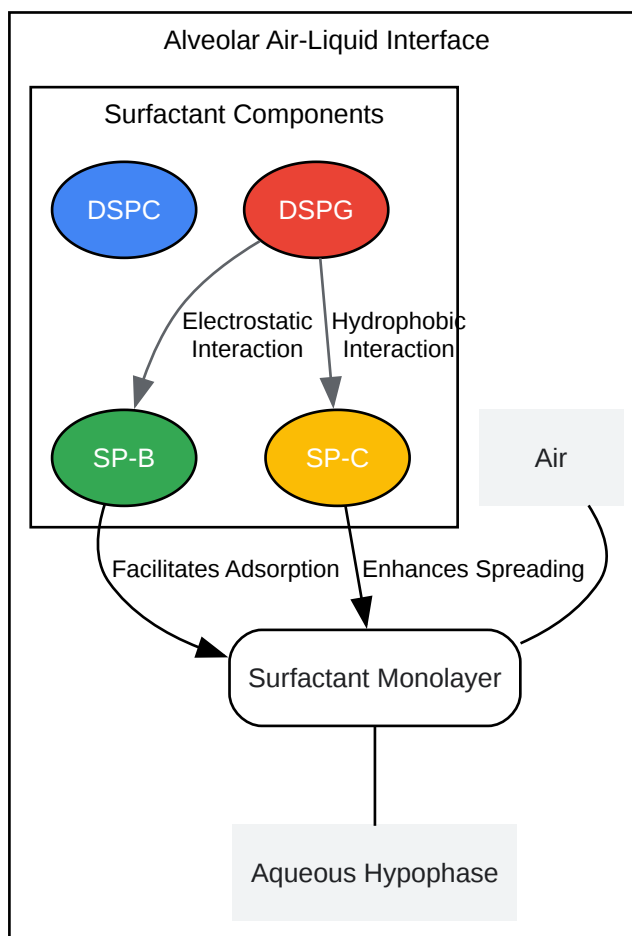 Alveolar Air-Liquid Interface
Surfactant Components
DSPC
DSPG
Electrostatic
Interaction
Hydrophobic
Interaction
SP-B
SP-C
Air
Facilitates Adsorption
Enhances Spreading
Surfactant Monolayer
Aqueous Hypophase